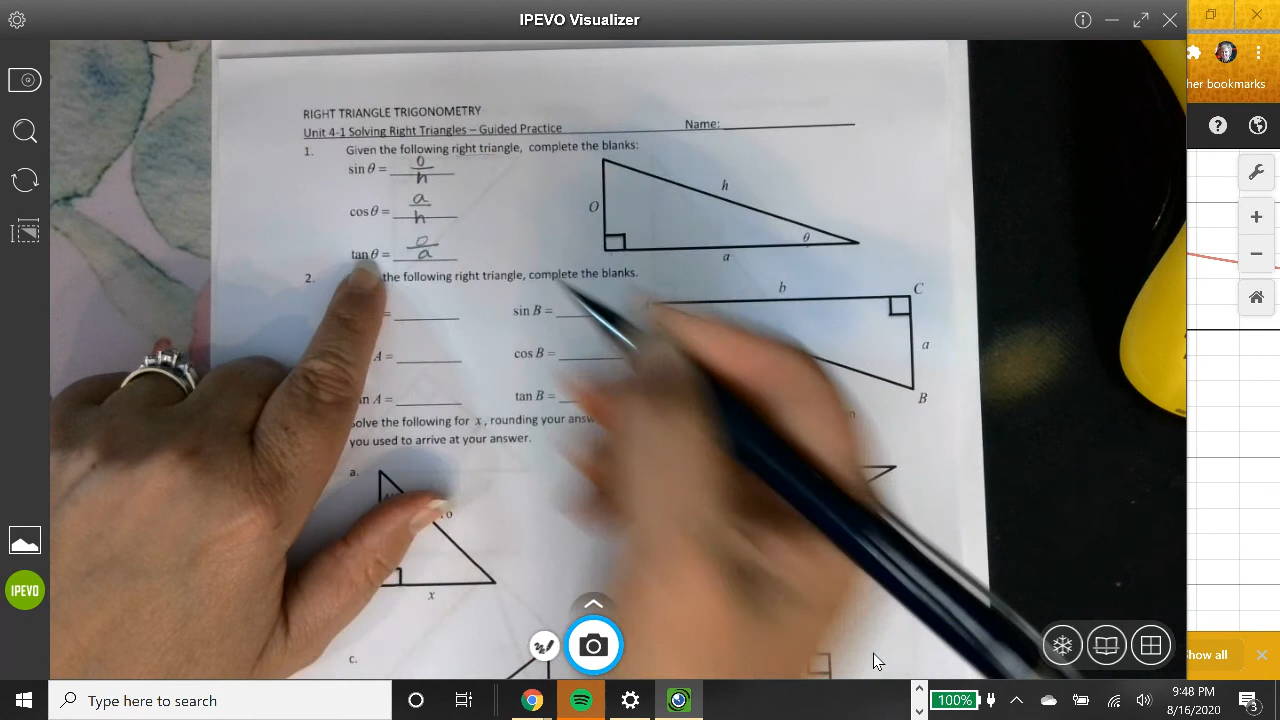 IPEVO Visualizer
her bookmarks
RIGHT TRIANGLE TRIGONOMETRY
Unit 4-1 Solving Right Triangles – Guided Practice
Name:
1. Given the following right triangle, complete the blanks:
sin θ = o/h
cos θ = a/h
tan θ = o/a
O
h
θ
a
2. the following right triangle, complete the blanks.
= sin B =
A = cos B =
A = tan B =
b
C
a
B
Solve the following for x, rounding your
you used to arrive at your answer.
a.
x
c.
IPEVO
Show all
Type here to search
100%
9:48 PM
8/16/2020
3